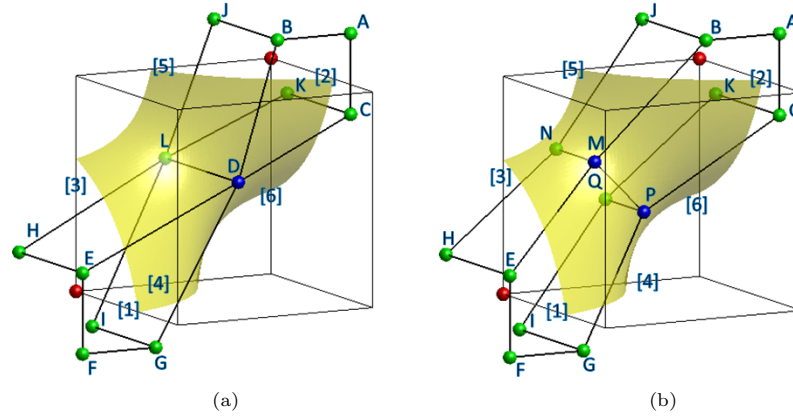 J
B
A
[5]
[2]
K
C
L
D
[3]
[6]
H
E
[4]
[1]
I
F
G
(a)
J
B
A
[5]
[2]
K
C
N
M
[3]
Q
P
[6]
H
E
[4]
[1]
I
F
G
(b)